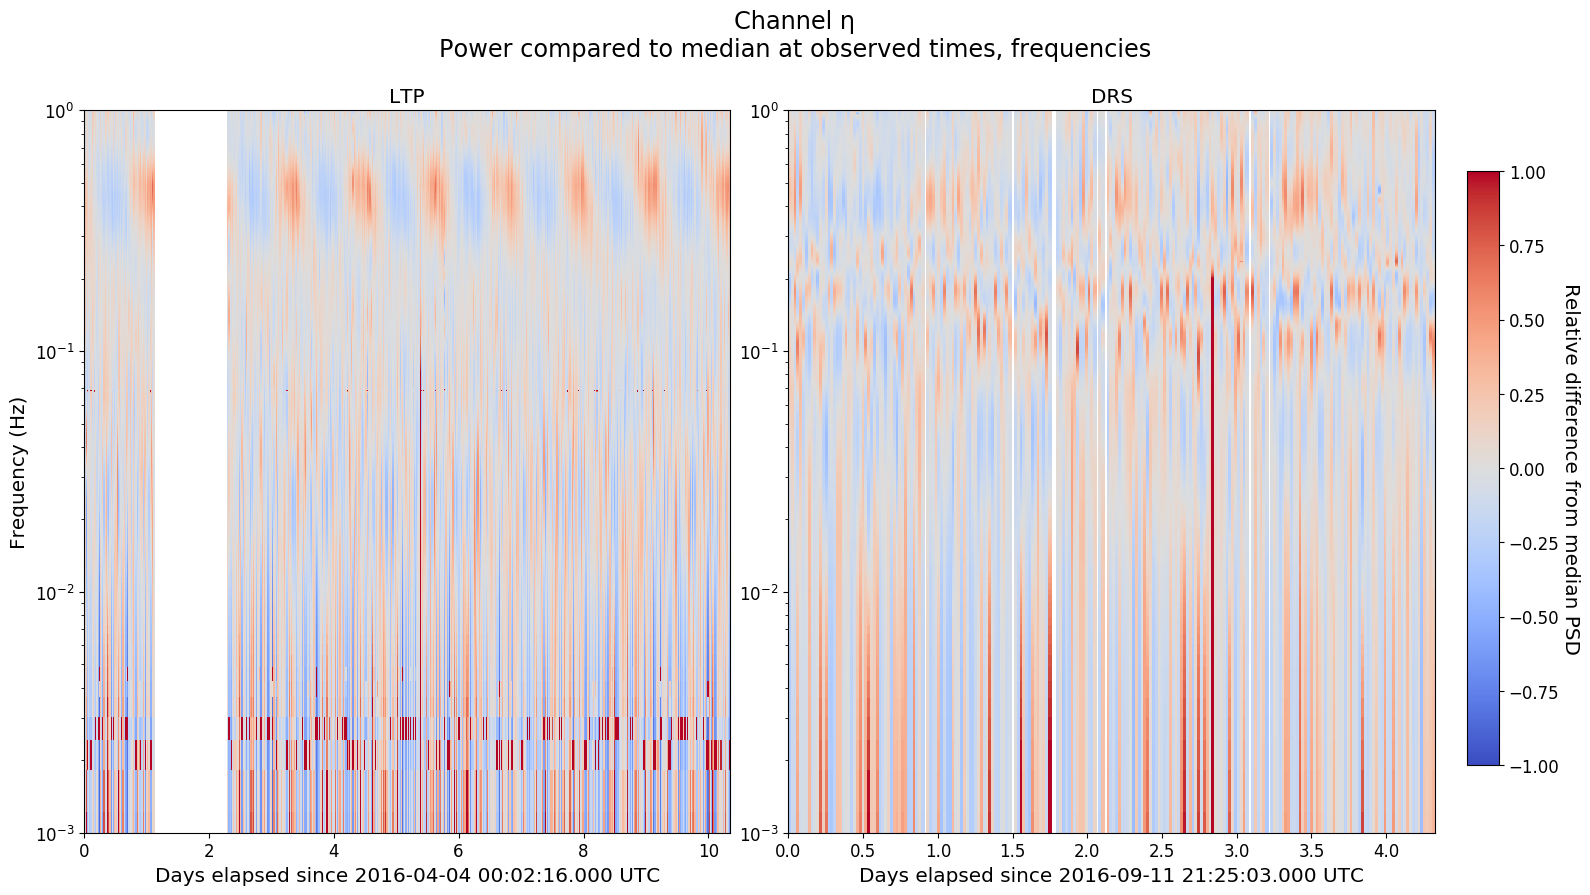 Channel η
Power compared to median at observed times, frequencies
LTP
DRS
Frequency (Hz)
10⁰
10⁻¹
10⁻²
10⁻³
0 2 4 6 8 10
Days elapsed since 2016-04-04 00:02:16.000 UTC
10⁰
10⁻¹
10⁻²
10⁻³
0.0 0.5 1.0 1.5 2.0 2.5 3.0 3.5 4.0
Days elapsed since 2016-09-11 21:25:03.000 UTC
1.00
0.75
0.50
0.25
0.00
−0.25
−0.50
−0.75
−1.00
Relative difference from median PSD